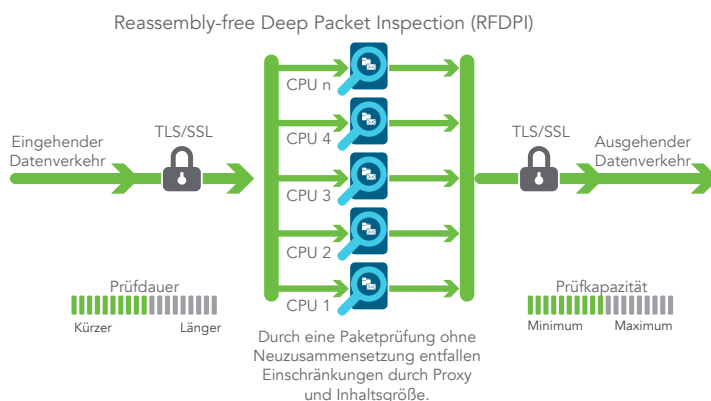 Reassembly-free Deep Packet Inspection (RFDPI)
CPU n
CPU 4
CPU 3
CPU 2
CPU 1
Eingehender
Datenverkehr
TLS/SSL
TLS/SSL
Ausgehender
Datenverkehr
Prüfdauer
Kürzer
Länger
Prüfkapazität
Minimum
Maximum
Durch eine Paketprüfung ohne
Neuzusammensetzung entfallen
Einschränkungen durch Proxy
und Inhaltsgröße.